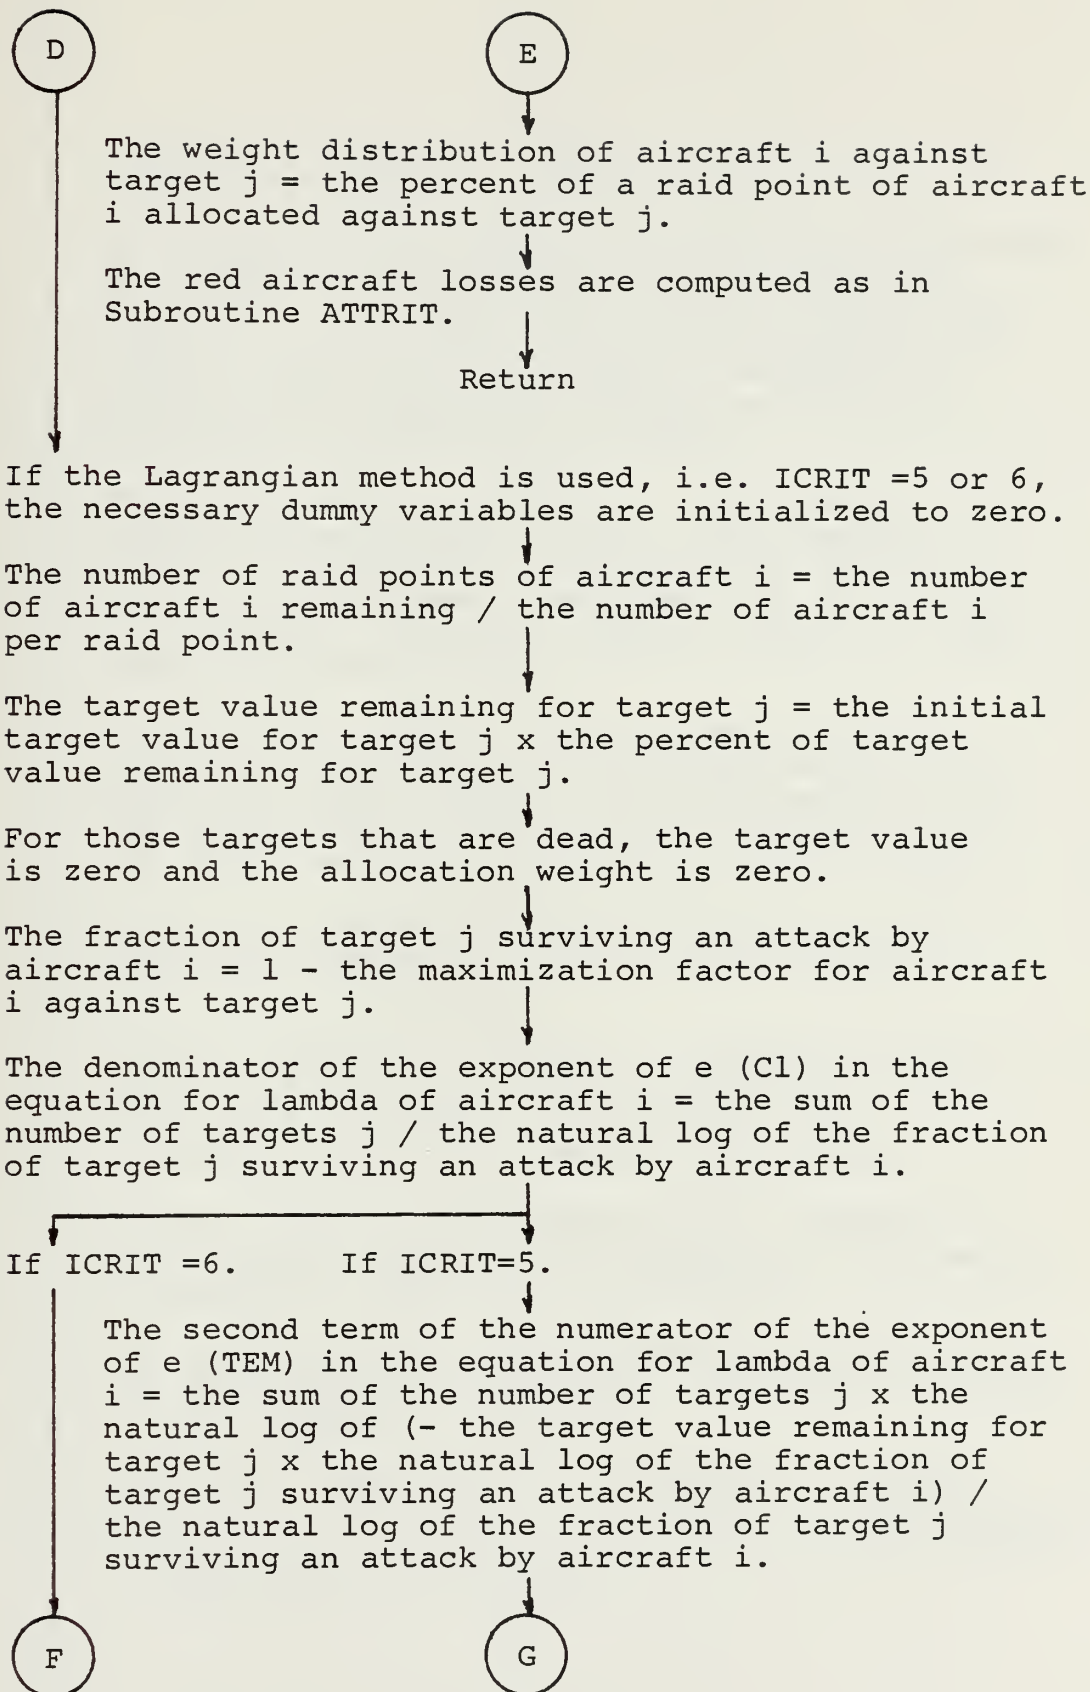 D
E
The weight distribution of aircraft i against
target j = the percent of a raid point of aircraft
i allocated against target j.
The red aircraft losses are computed as in
Subroutine ATTRIT.
Return
If the Lagrangian method is used, i.e. ICRIT =5 or 6,
the necessary dummy variables are initialized to zero.
The number of raid points of aircraft i = the number
of aircraft i remaining / the number of aircraft i
per raid point.
The target value remaining for target j = the initial
target value for target j x the percent of target
value remaining for target j.
For those targets that are dead, the target value
is zero and the allocation weight is zero.
The fraction of target j surviving an attack by
aircraft i = 1 - the maximization factor for aircraft
i against target j.
The denominator of the exponent of e (C1) in the
equation for lambda of aircraft i = the sum of the
number of targets j / the natural log of the fraction
of target j surviving an attack by aircraft i.
If ICRIT =6. If ICRIT=5.
The second term of the numerator of the exponent
of e (TEM) in the equation for lambda of aircraft
i = the sum of the number of targets j x the
natural log of (- the target value remaining for
target j x the natural log of the fraction of
target j surviving an attack by aircraft i) /
the natural log of the fraction of target j
surviving an attack by aircraft i.
F
G